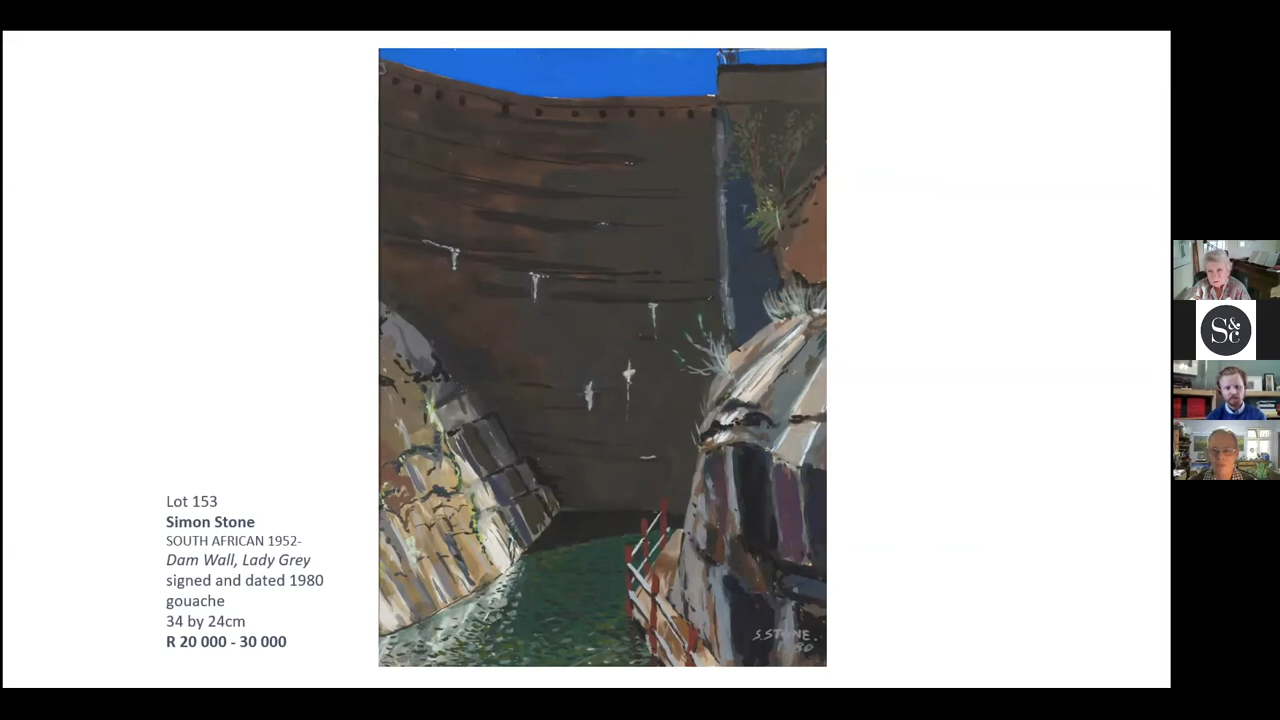 Lot 153
Simon Stone
SOUTH AFRICAN 1952-
Dam Wall, Lady Grey
signed and dated 1980
gouache
34 by 24cm
R 20 000 - 30 000
S. STONE.
S&c